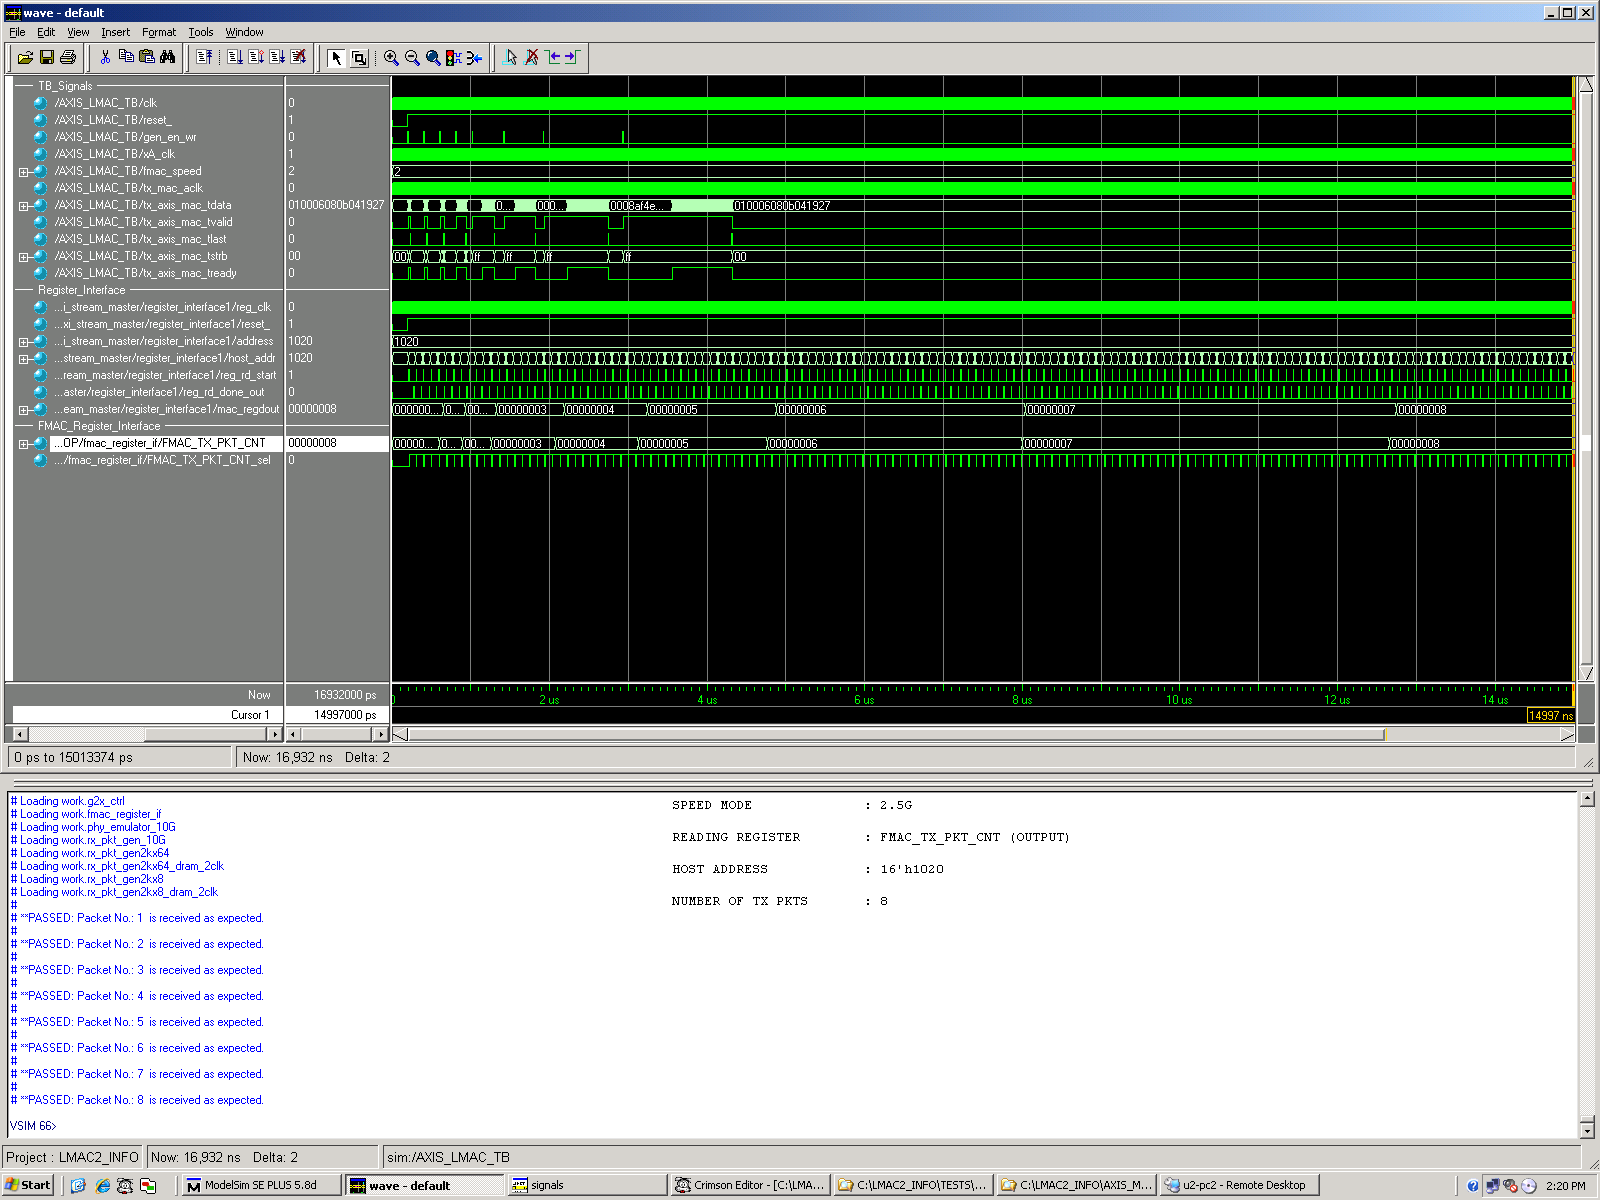 wave - default
File Edit View Insert Format Tools Window
TB_Signals
/AXIS_LMAC_TB/clk 0
/AXIS_LMAC_TB/reset_ 1
/AXIS_LMAC_TB/gen_en_wr 0
/AXIS_LMAC_TB/xA_clk 1
/AXIS_LMAC_TB/fmac_speed 2 2
/AXIS_LMAC_TB/tx_mac_aclk 0
/AXIS_LMAC_TB/tx_axis_mac_tdata 010006080b041927 0... 000... 0008af4e... 010006080b041927
/AXIS_LMAC_TB/tx_axis_mac_tvalid 0
/AXIS_LMAC_TB/tx_axis_mac_tlast 0
/AXIS_LMAC_TB/tx_axis_mac_tstrb 00 00 ff ff ff ff 00
/AXIS_LMAC_TB/tx_axis_mac_tready 0
Register_Interface
...i_stream_master/register_interface1/reg_clk 0
...xi_stream_master/register_interface1/reset_ 1
...i_stream_master/register_interface1/address 1020 1020
...stream_master/register_interface1/host_addr 1020
...ream_master/register_interface1/reg_rd_start 1
...aster/register_interface1/reg_rd_done_out 0
...eam_master/register_interface1/mac_regdout 00000008 000000... 0... 00... 00000003 00000004 00000005 00000006 00000007 00000008
FMAC_Register_Interface
...OP/fmac_register_if/FMAC_TX_PKT_CNT 00000008 00000... 0... 00... 00000003 00000004 00000005 00000006 00000007 00000008
.../fmac_register_if/FMAC_TX_PKT_CNT_sel 0
Now 16932000 ps 0 2 us 4 us 6 us 8 us 10 us 12 us 14 us
Cursor 1 14997000 ps 14997 ns
0 ps to 15013374 ps Now: 16,932 ns Delta: 2
# Loading work.g2x_ctrl
# Loading work.fmac_register_if
# Loading work.phy_emulator_10G
# Loading work.rx_pkt_gen_10G
# Loading work.rx_pkt_gen2kx64
# Loading work.rx_pkt_gen2kx64_dram_2clk
# Loading work.rx_pkt_gen2kx8
# Loading work.rx_pkt_gen2kx8_dram_2clk
#
# **PASSED: Packet No.: 1 is received as expected.
#
# **PASSED: Packet No.: 2 is received as expected.
#
# **PASSED: Packet No.: 3 is received as expected.
#
# **PASSED: Packet No.: 4 is received as expected.
#
# **PASSED: Packet No.: 5 is received as expected.
#
# **PASSED: Packet No.: 6 is received as expected.
#
# **PASSED: Packet No.: 7 is received as expected.
#
# **PASSED: Packet No.: 8 is received as expected.
VSIM 66>
SPEED MODE : 2.5G
READING REGISTER : FMAC_TX_PKT_CNT (OUTPUT)
HOST ADDRESS : 16'h1020
NUMBER OF TX PKTS : 8
Project : LMAC2_INFO Now: 16,932 ns Delta: 2 sim:/AXIS_LMAC_TB
Start ModelSim SE PLUS 5.8d wave - default signals Crimson Editor - [C:\LMA... C:\LMAC2_INFO\TESTS\... C:\LMAC2_INFO\AXIS_M... u2-pc2 - Remote Desktop 2:20 PM